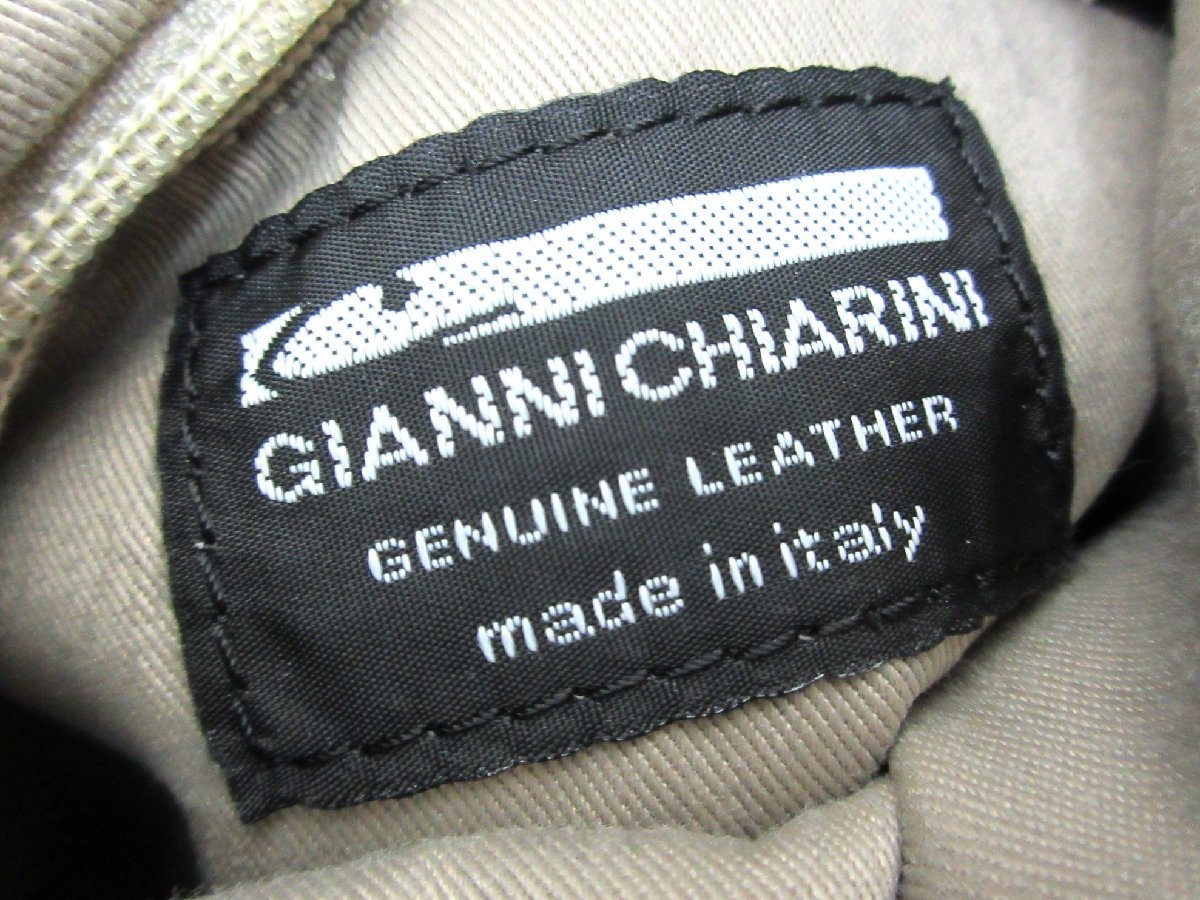 GIANNI CHIARINI
GENUINE LEATHER
made in italy